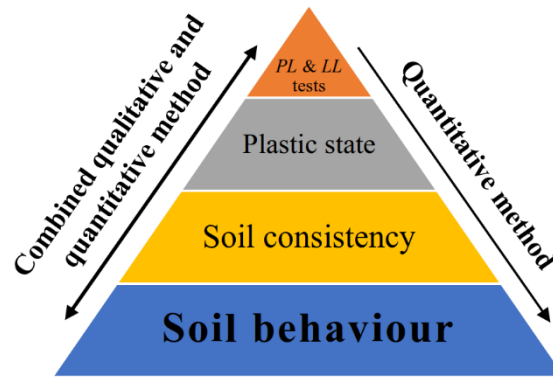 Combined qualitative and
quantitative method
PL & LL
tests
Plastic state
Soil consistency
Soil behaviour
Quantitative method